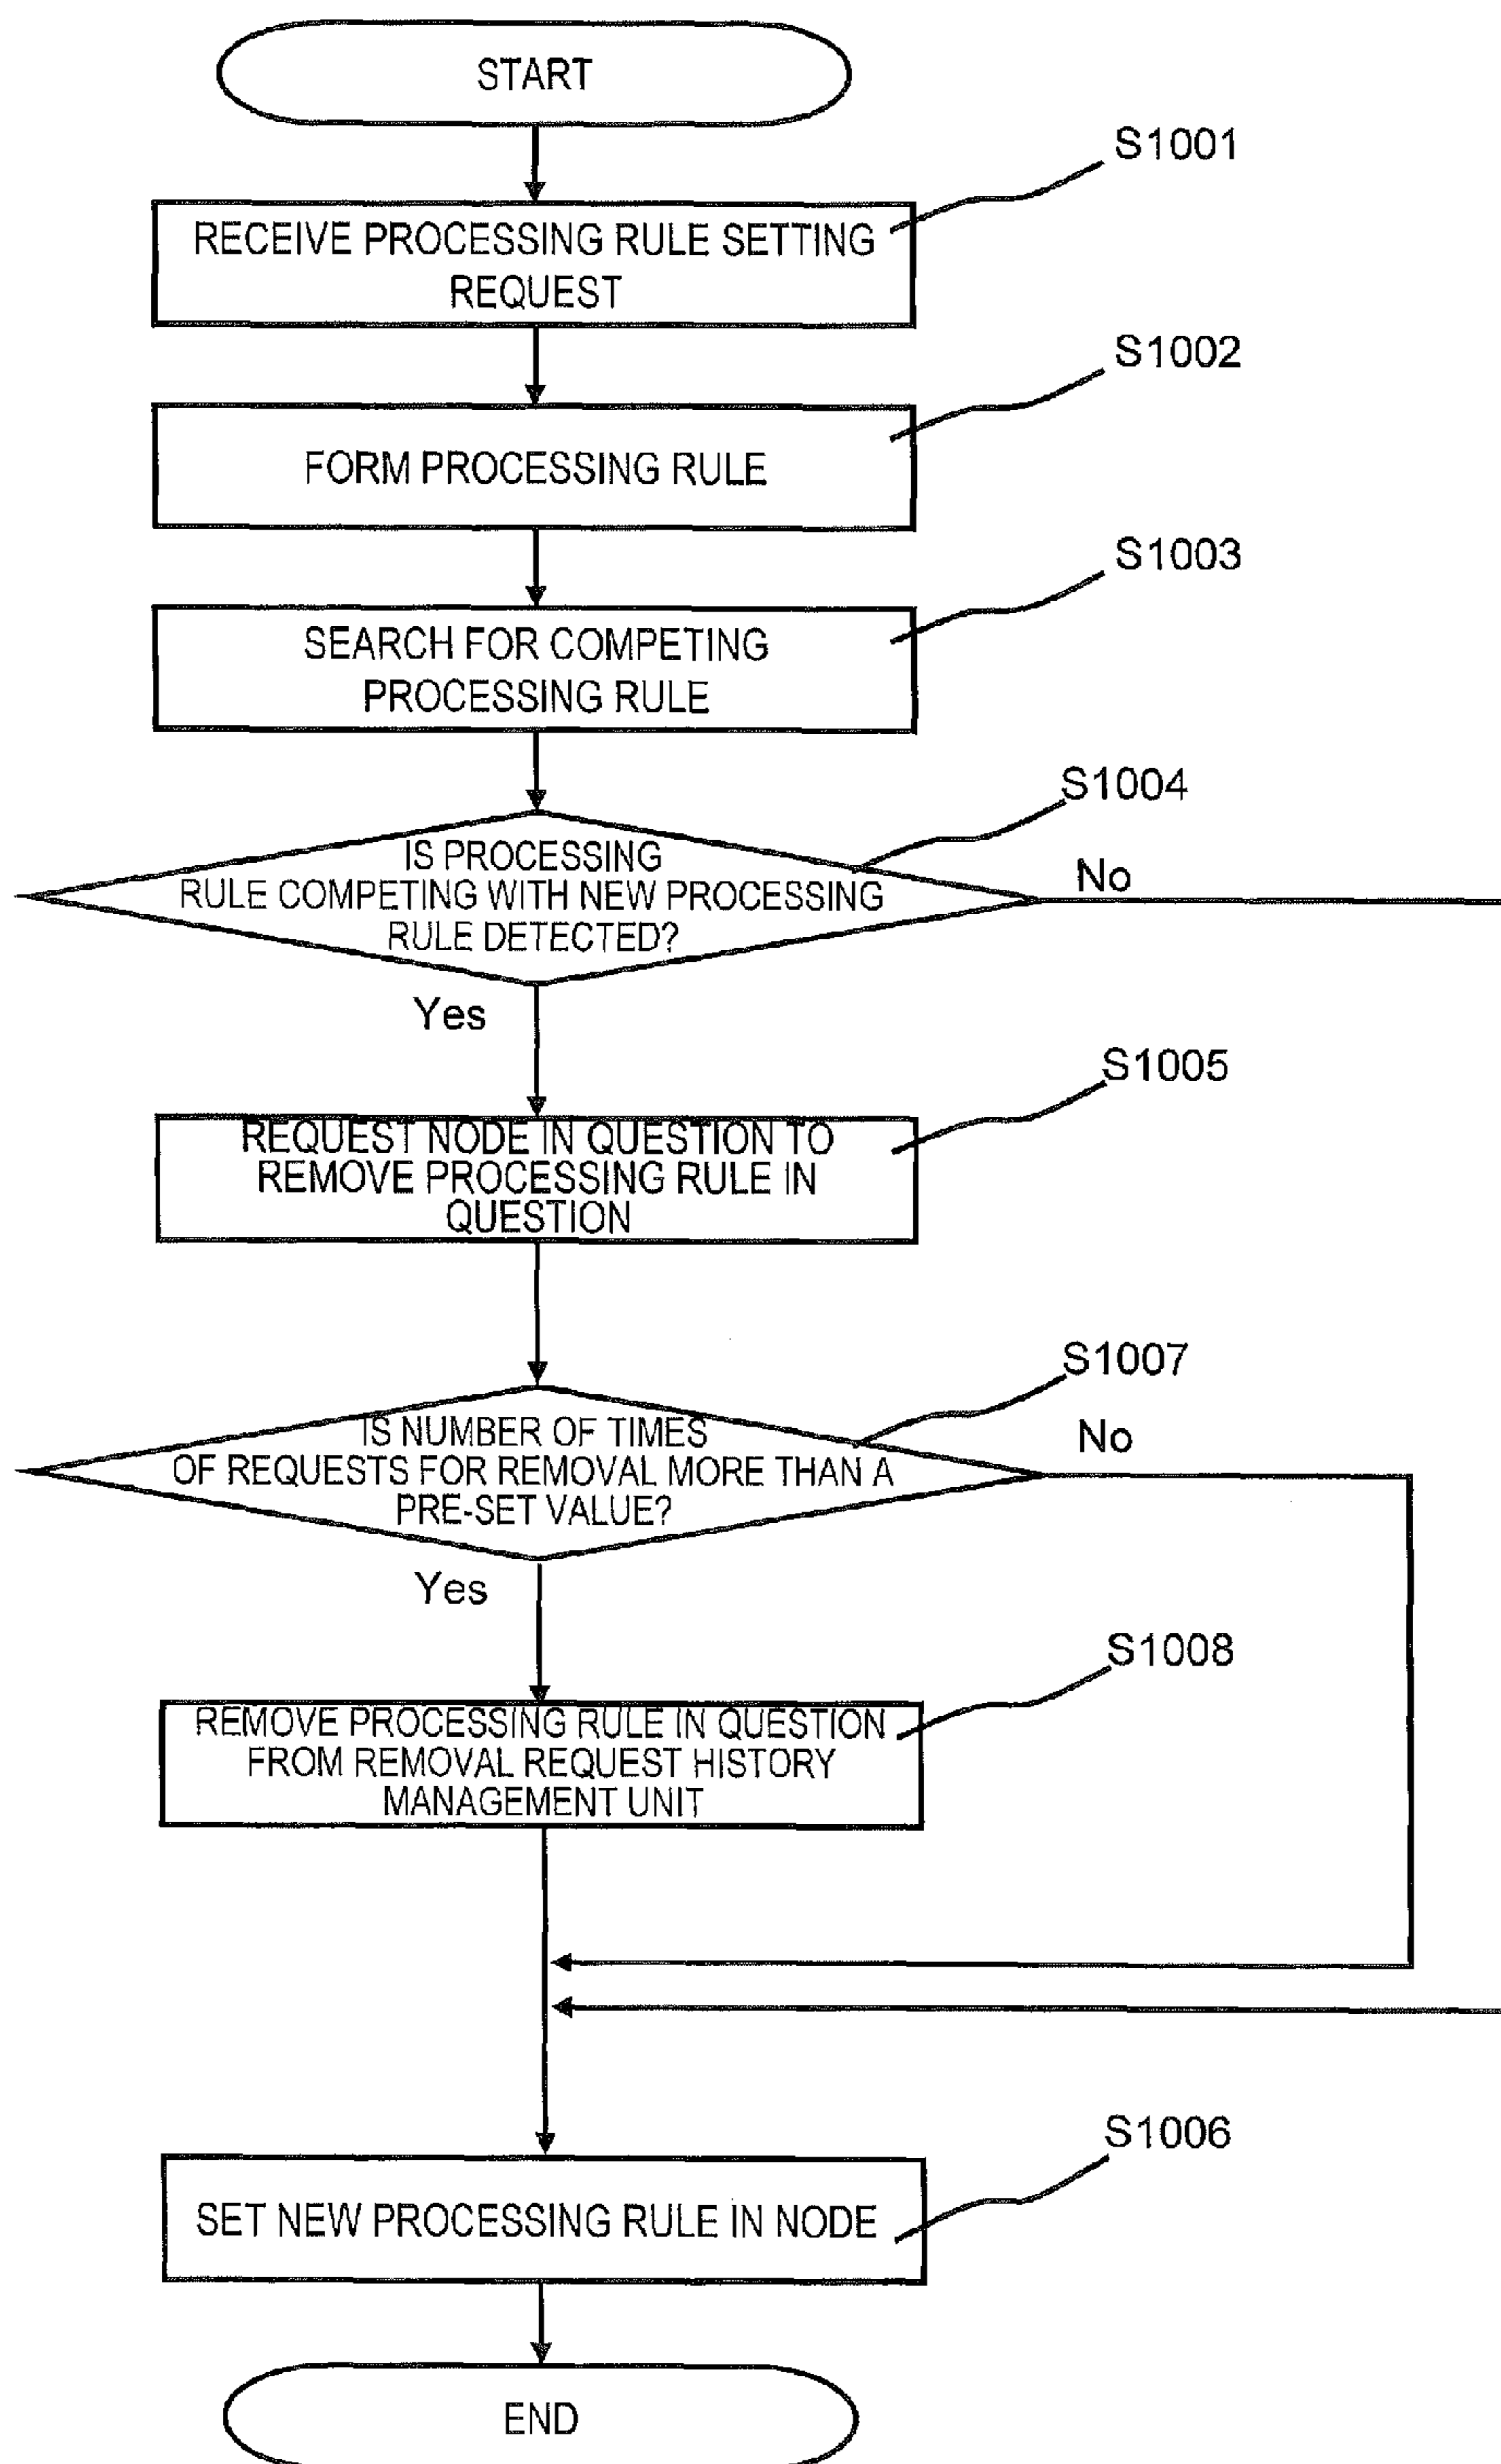 START
S1001
RECEIVE PROCESSING RULE SETTING
REQUEST
S1002
FORM PROCESSING RULE
S1003
SEARCH FOR COMPETING
PROCESSING RULE
S1004
IS PROCESSING
RULE COMPETING WITH NEW PROCESSING
RULE DETECTED?
No
Yes
S1005
REQUEST NODE IN QUESTION TO
REMOVE PROCESSING RULE IN
QUESTION
S1007
IS NUMBER OF TIMES
OF REQUESTS FOR REMOVAL MORE THAN A
PRE-SET VALUE?
No
Yes
S1008
REMOVE PROCESSING RULE IN QUESTION
FROM REMOVAL REQUEST HISTORY
MANAGEMENT UNIT
S1006
SET NEW PROCESSING RULE IN NODE
END